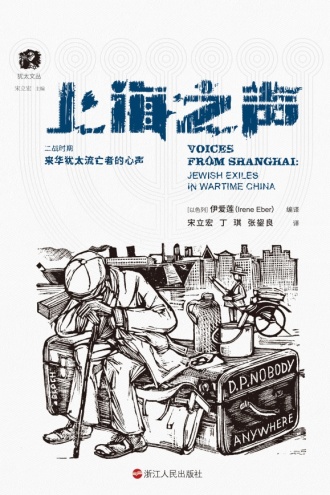 犹太文丛
宋立宏 主编
上海之声
二战时期
来华犹太流亡者的心声
VOICES
FROM SHANGHAI:
JEWISH EXILES
IN WARTIME CHINA
[以色列] 伊爱莲(Irene Eber) 编译
宋立宏 丁琪 张鋆良 译
D.BLOCH
D.P. NOBODY
ANYWHERE
浙江人民出版社